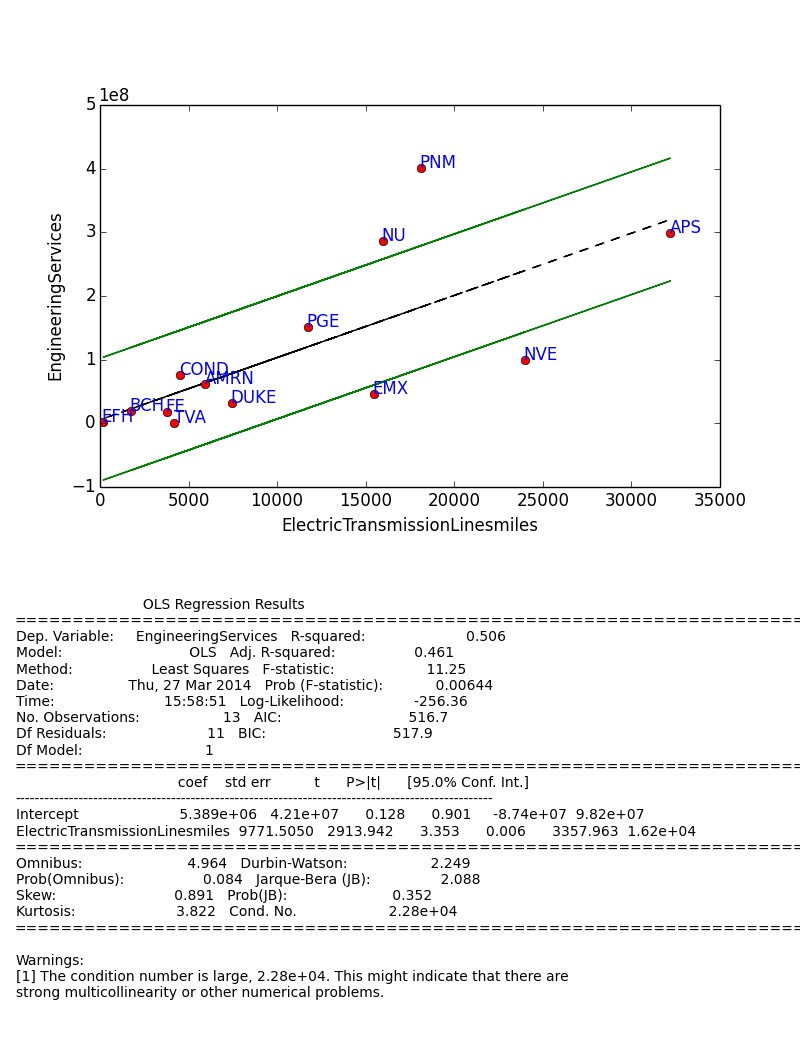 1e8
5
4
3
2
1
0
−1
EngineeringServices
PNM
NU
APS
PGE
NVE
COND
AMRN
EMX
DUKE
BCH
FE
EFH
TVA
0 5000 10000 15000 20000 25000 30000 35000
ElectricTransmissionLinesmiles
OLS Regression Results
==============================================================================
Dep. Variable: EngineeringServices R-squared: 0.506
Model: OLS Adj. R-squared: 0.461
Method: Least Squares F-statistic: 11.25
Date: Thu, 27 Mar 2014 Prob (F-statistic): 0.00644
Time: 15:58:51 Log-Likelihood: -256.36
No. Observations: 13 AIC: 516.7
Df Residuals: 11 BIC: 517.9
Df Model: 1
==============================================================================
coef std err t P>|t| [95.0% Conf. Int.]
--------------------------------------------------------------------------------------------------
Intercept 5.389e+06 4.21e+07 0.128 0.901 -8.74e+07 9.82e+07
ElectricTransmissionLinesmiles 9771.5050 2913.942 3.353 0.006 3357.963 1.62e+04
==============================================================================
Omnibus: 4.964 Durbin-Watson: 2.249
Prob(Omnibus): 0.084 Jarque-Bera (JB): 2.088
Skew: 0.891 Prob(JB): 0.352
Kurtosis: 3.822 Cond. No. 2.28e+04
==============================================================================
Warnings:
[1] The condition number is large, 2.28e+04. This might indicate that there are
strong multicollinearity or other numerical problems.